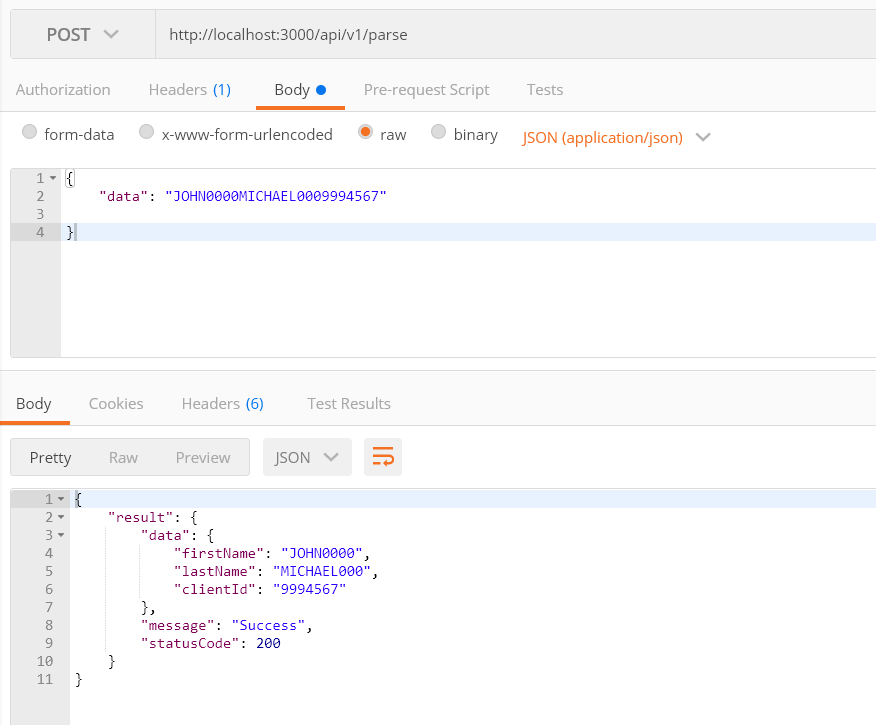 POST http://localhost:3000/api/v1/parse
Authorization Headers (1) Body Pre-request Script Tests
form-data x-www-form-urlencoded raw binary JSON (application/json)
1 {
2 "data": "JOHN0000MICHAEL0009994567"
3
4 }
Body Cookies Headers (6) Test Results
Pretty Raw Preview JSON
1 {
2 "result": {
3 "data": {
4 "firstName": "JOHN0000",
5 "lastName": "MICHAEL000",
6 "clientId": "9994567"
7 },
8 "message": "Success",
9 "statusCode": 200
10 }
11 }